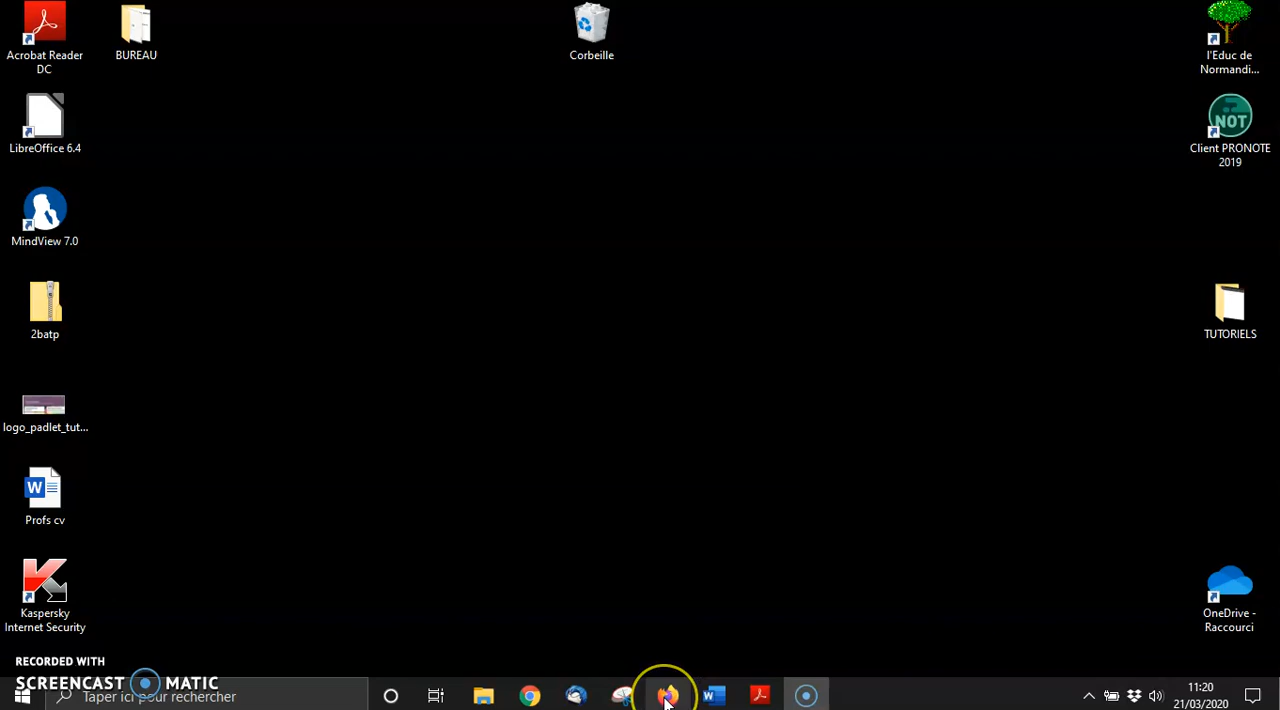 Acrobat Reader
DC
BUREAU
Corbeille
l'Educ de
Normandi...
LibreOffice 6.4
NOT
Client PRONOTE
2019
MindView 7.0
2batp
TUTORIELS
logo_padlet_tut...
W
Profs cv
Kaspersky
Internet Security
OneDrive -
Raccourci
RECORDED WITH
SCREENCAST MATIC
Taper ici pour rechercher
W
11:20
21/03/2020